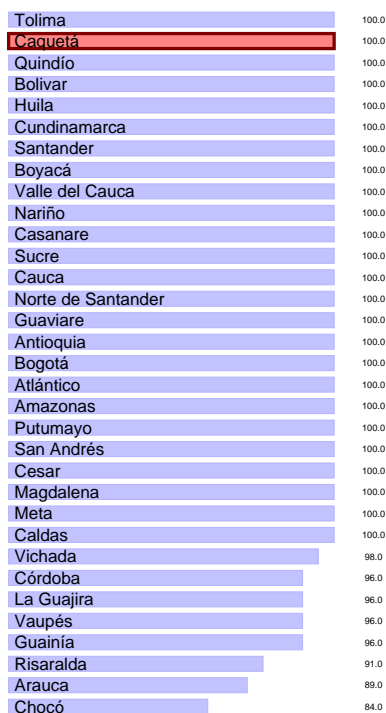 Tolima 100.0
Caquetá 100.0
Quindío 100.0
Bolivar 100.0
Huila 100.0
Cundinamarca 100.0
Santander 100.0
Boyacá 100.0
Valle del Cauca 100.0
Nariño 100.0
Casanare 100.0
Sucre 100.0
Cauca 100.0
Norte de Santander 100.0
Guaviare 100.0
Antioquia 100.0
Bogotá 100.0
Atlántico 100.0
Amazonas 100.0
Putumayo 100.0
San Andrés 100.0
Cesar 100.0
Magdalena 100.0
Meta 100.0
Caldas 100.0
Vichada 98.0
Córdoba 96.0
La Guajira 96.0
Vaupés 96.0
Guainía 96.0
Risaralda 91.0
Arauca 89.0
Chocó 84.0